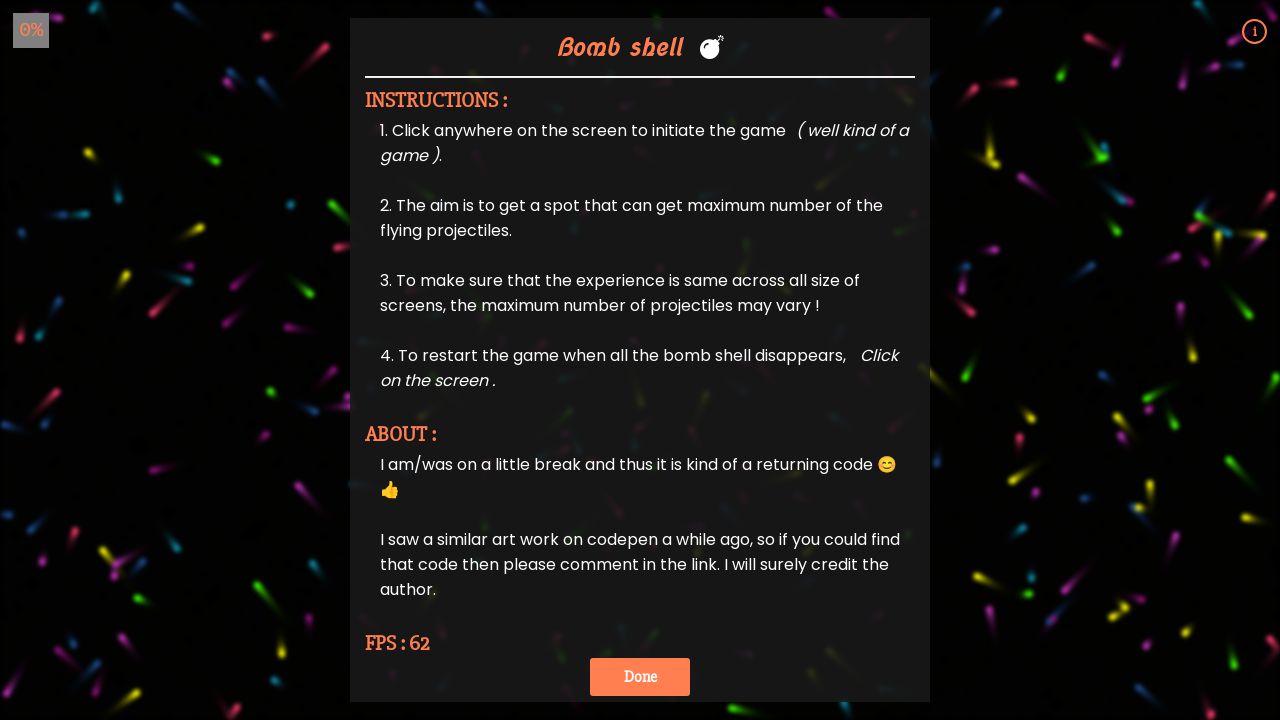 0%
i
Bomb shell 💣
INSTRUCTIONS :
1. Click anywhere on the screen to initiate the game ( well kind of a
game ).
2. The aim is to get a spot that can get maximum number of the
flying projectiles.
3. To make sure that the experience is same across all size of
screens, the maximum number of projectiles may vary !
4. To restart the game when all the bomb shell disappears, Click
on the screen .
ABOUT :
I am/was on a little break and thus it is kind of a returning code 😊
👍
I saw a similar art work on codepen a while ago, so if you could find
that code then please comment in the link. I will surely credit the
author.
FPS : 62
Done